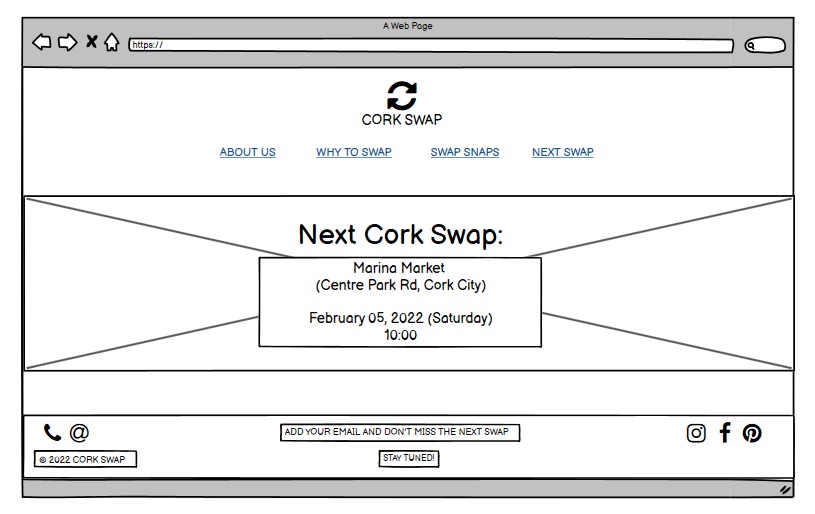 A Web Page
https://
CORK SWAP
ABOUT US WHY TO SWAP SWAP SNAPS NEXT SWAP
Next Cork Swap:
Marina Market
(Centre Park Rd, Cork City)
February 05, 2022 (Saturday)
10:00
@ ADD YOUR EMAIL AND DON'T MISS THE NEXT SWAP
© 2022 CORK SWAP STAY TUNED!